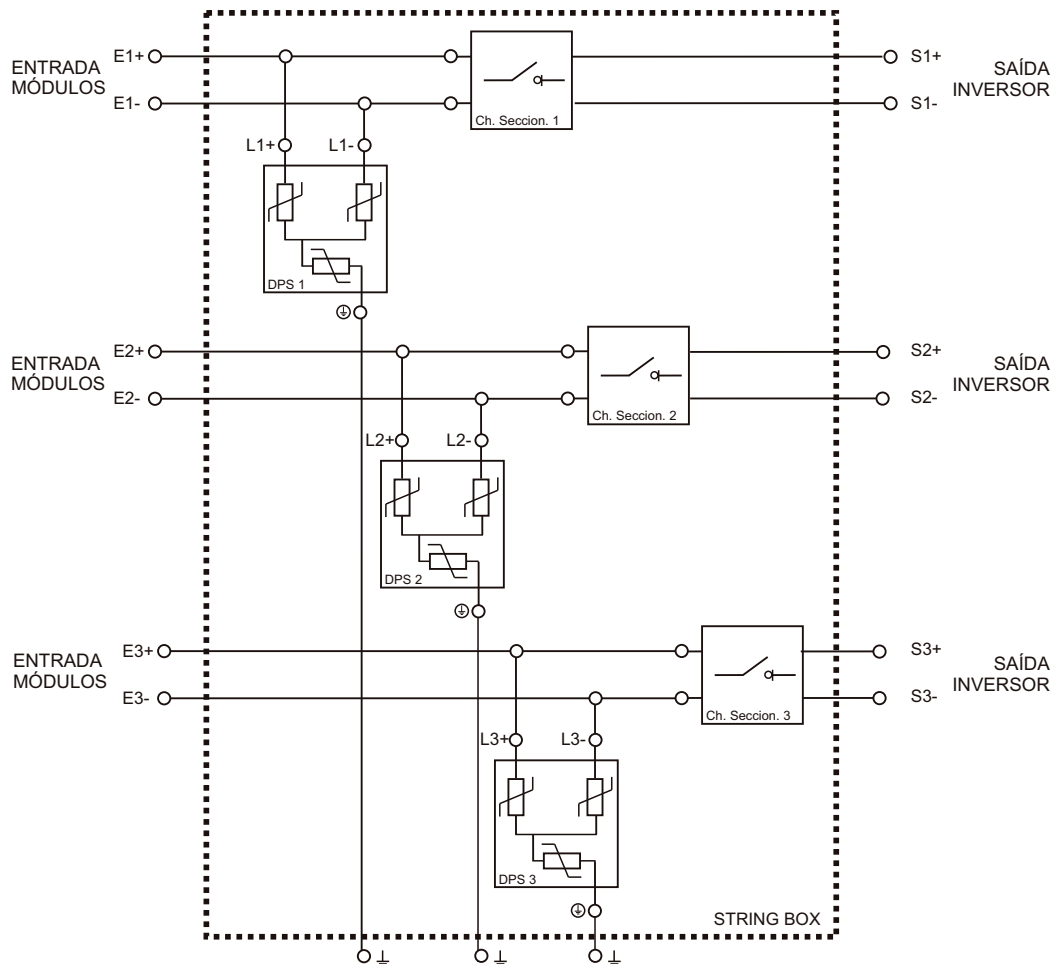 ENTRADA
MÓDULOS
E1+
E1-
Ch. Seccion. 1
S1+
S1-
SAÍDA
INVERSOR
L1+
L1-
DPS 1
ENTRADA
MÓDULOS
E2+
E2-
Ch. Seccion. 2
S2+
S2-
SAÍDA
INVERSOR
L2+
L2-
DPS 2
ENTRADA
MÓDULOS
E3+
E3-
Ch. Seccion. 3
S3+
S3-
SAÍDA
INVERSOR
L3+
L3-
DPS 3
STRING BOX